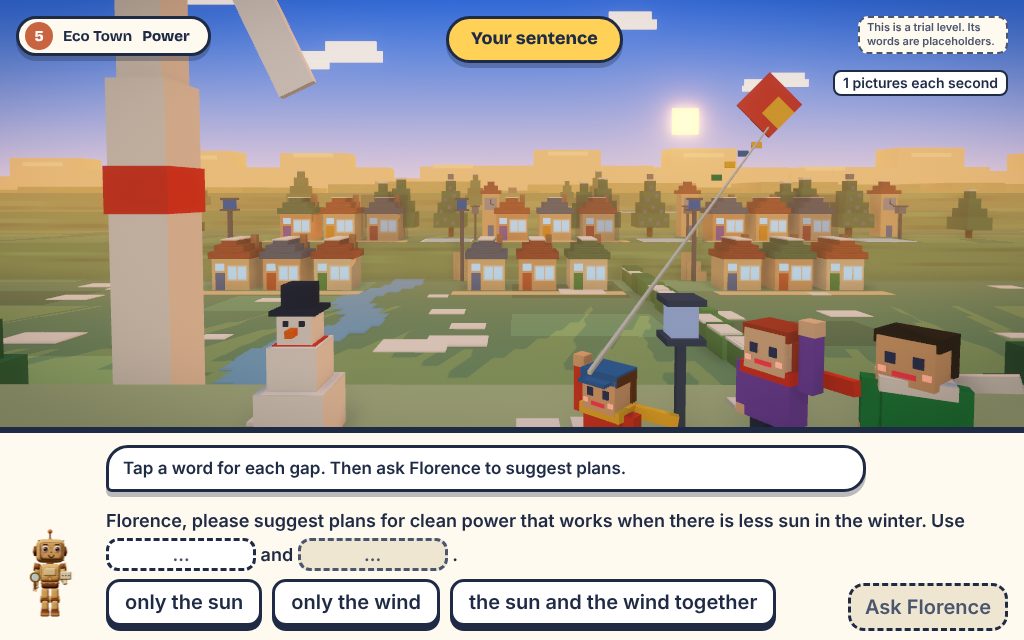 5 Eco Town Power
Your sentence
This is a trial level. Its
words are placeholders.
1 pictures each second
Tap a word for each gap. Then ask Florence to suggest plans.
Florence, please suggest plans for clean power that works when there is less sun in the winter. Use
... and ... .
only the sun
only the wind
the sun and the wind together
Ask Florence